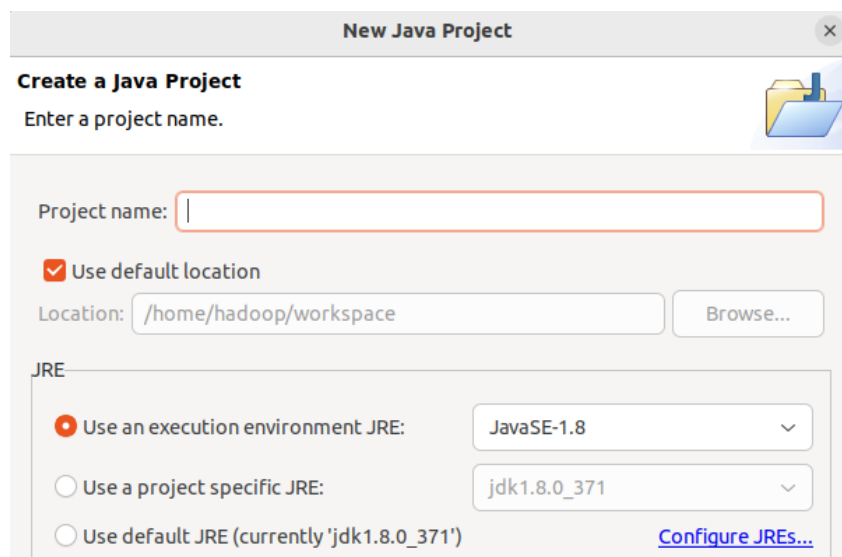 New Java Project
Create a Java Project
Enter a project name.
Project name:
Use default location
Location: /home/hadoop/workspace Browse...
JRE
Use an execution environment JRE: JavaSE-1.8
Use a project specific JRE: jdk1.8.0_371
Use default JRE (currently 'jdk1.8.0_371') Configure JREs...